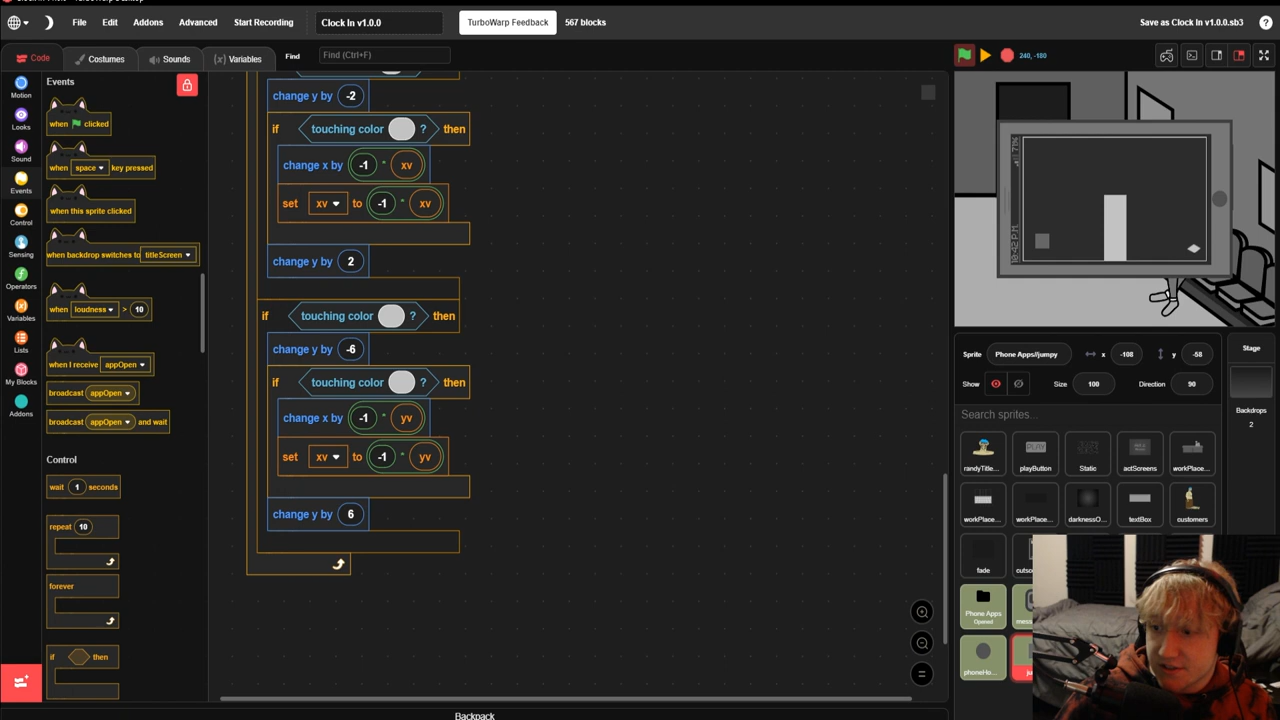 File Edit Addons Advanced Start Recording Clock In v1.0.0 TurboWarp Feedback 567 blocks Save as Clock In v1.0.0.sb3 ?
Code Costumes Sounds (x) Variables Find Find (Ctrl+F) 240, -180
Motion
Looks
Sound
Events
Control
Sensing
Operators
Variables
Lists
My Blocks
Addons
Events
when clicked
when space key pressed
when this sprite clicked
when backdrop switches to titleScreen
when loudness > 10
when I receive appOpen
broadcast appOpen
broadcast appOpen and wait
Control
wait 1 seconds
repeat 10
forever
if then
change y by -2
if touching color ? then
change x by -1 * xv
set xv to -1 * xv
change y by 2
if touching color ? then
change y by -6
if touching color ? then
change x by -1 * yv
set xv to -1 * yv
change y by 6
78%
10:42 P.M.
Sprite Phone Apps//jumpy x -108 y -58
Show Size 100 Direction 90
Search sprites...
randyTitle... playButton Static actScreens workPlace...
workPlace... workPlace... darknessO... textBox customers
fade
Phone Apps
Opened
phoneHo...
Stage
Backdrops
2
Backpack